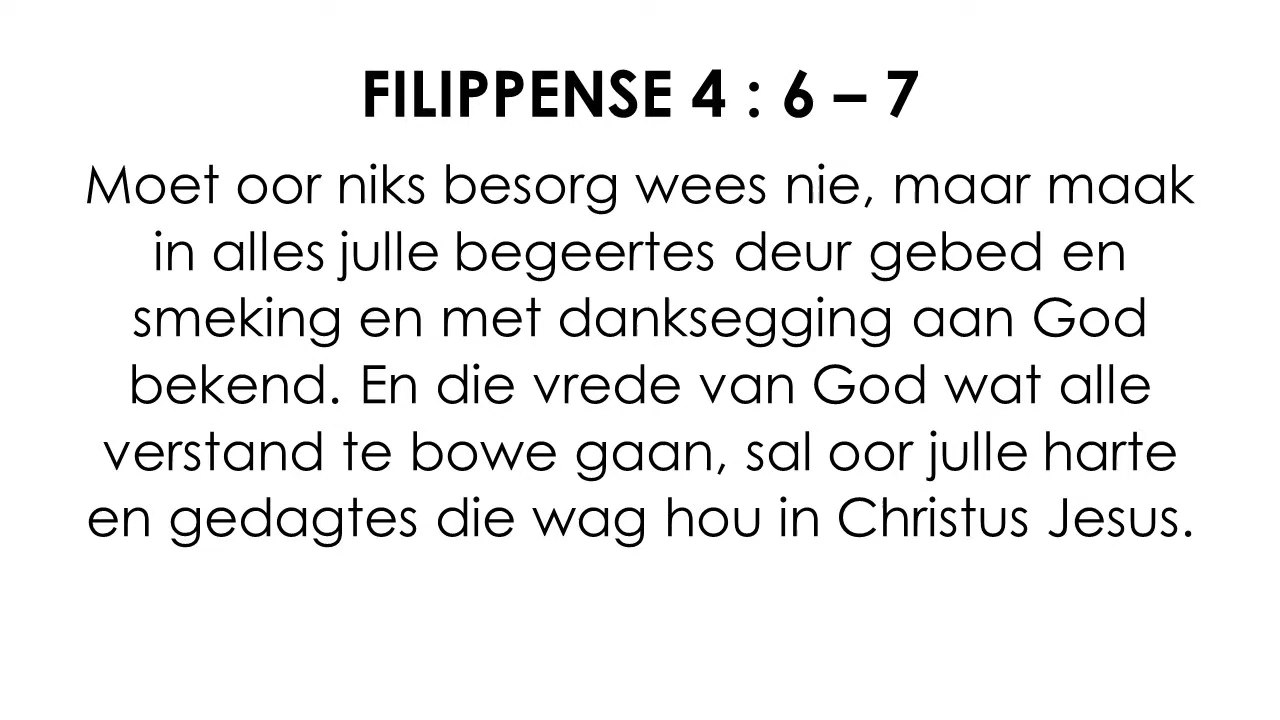 FILIPPENSE 4 : 6 – 7
Moet oor niks besorg wees nie, maar maak
in alles julle begeertes deur gebed en
smeking en met danksegging aan God
bekend. En die vrede van God wat alle
verstand te bowe gaan, sal oor julle harte
en gedagtes die wag hou in Christus Jesus.